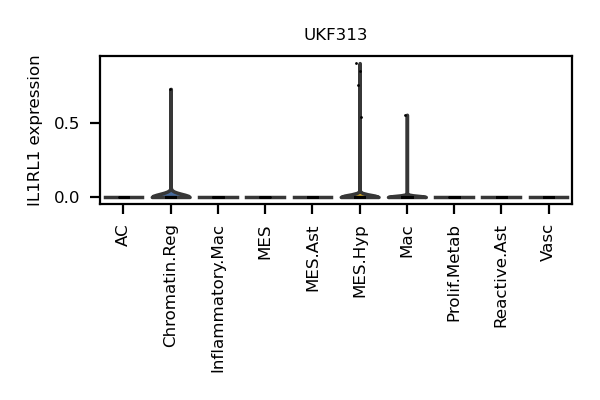 UKF313
IL1RL1 expression
0.5
0.0
AC
Chromatin.Reg
Inflammatory.Mac
MES
MES.Ast
MES.Hyp
Mac
Prolif.Metab
Reactive.Ast
Vasc